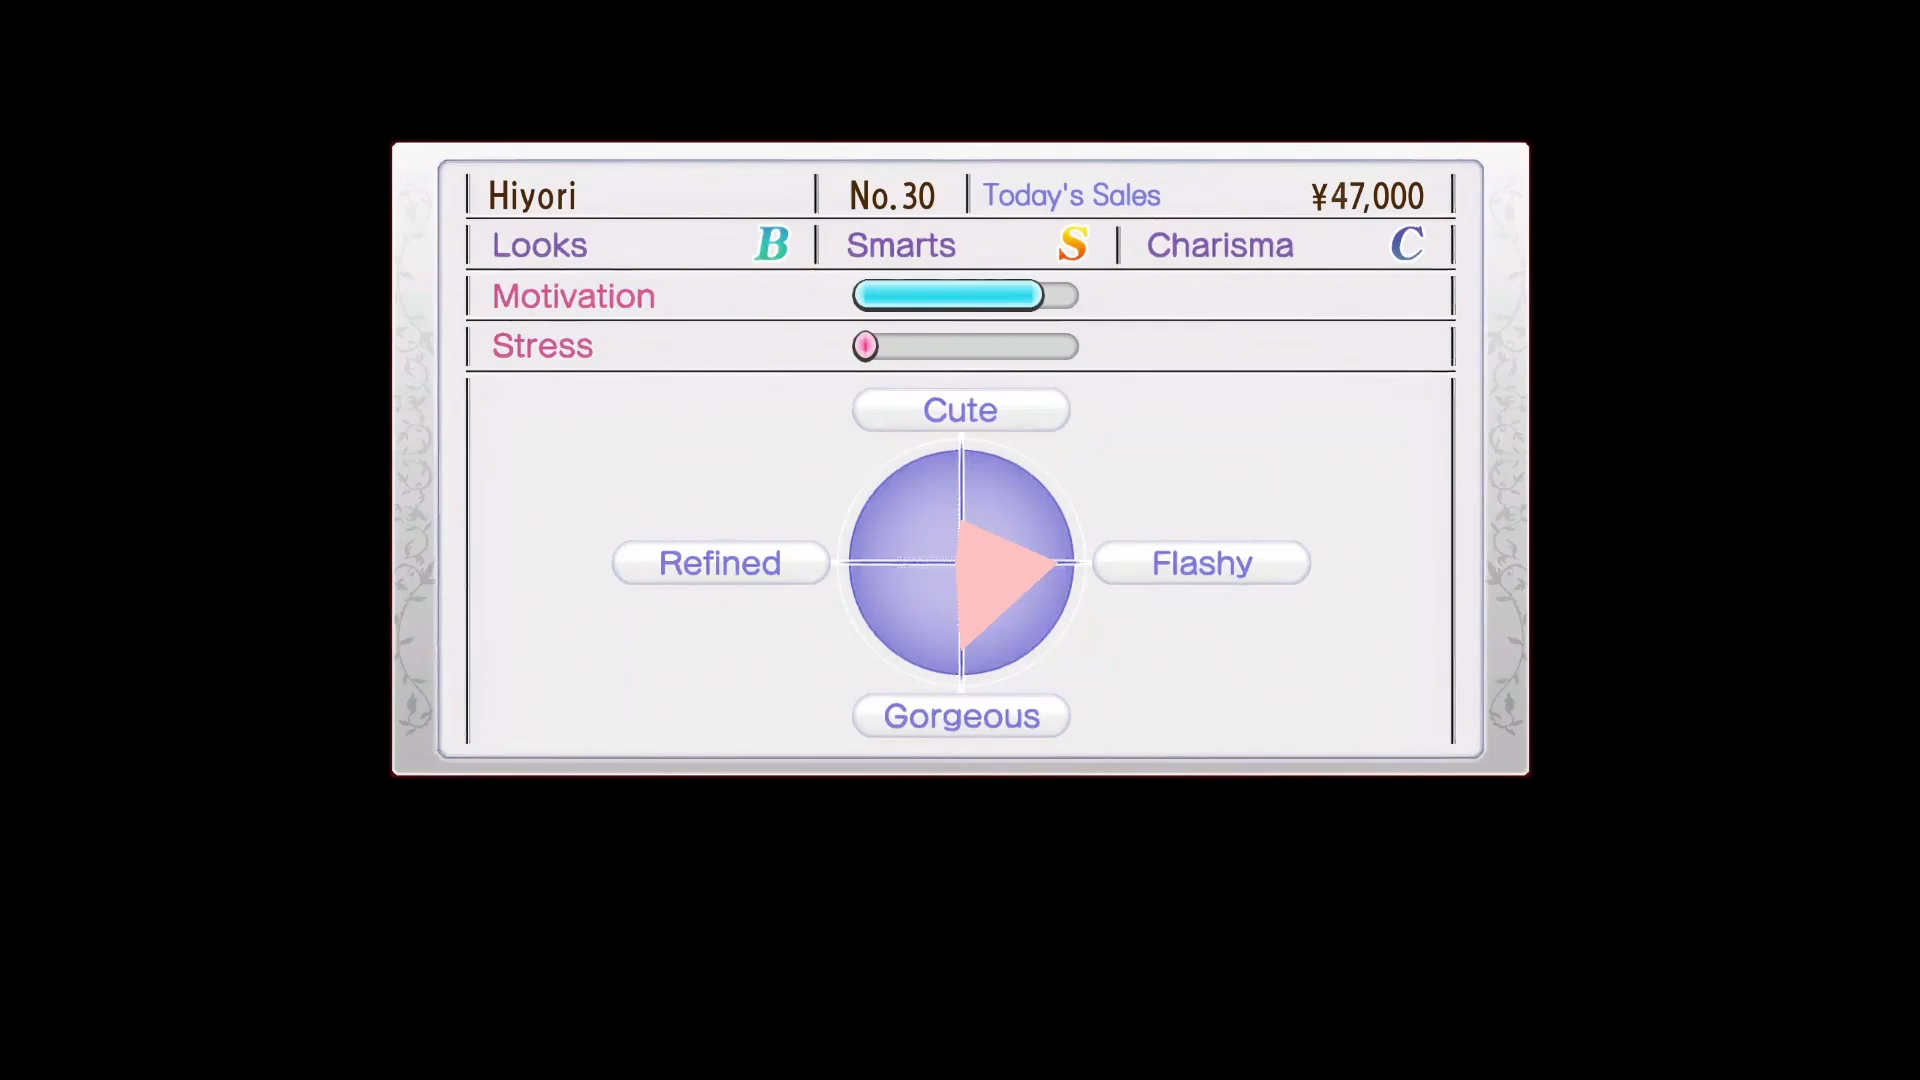 Hiyori No.30 Today's Sales ¥47,000
Looks B Smarts S Charisma C
Motivation
Stress
Cute
Refined Flashy
Gorgeous